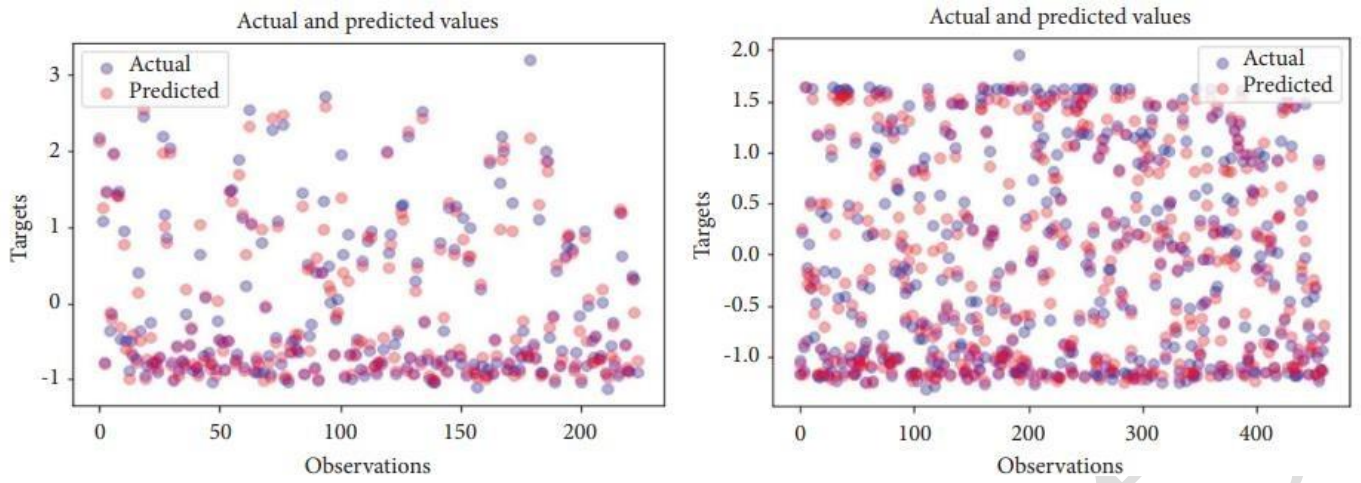 Actual and predicted values
Actual
Predicted
3
2
1
0
-1
Targets
0 50 100 150 200
Observations
Actual and predicted values
Actual
Predicted
2.0
1.5
1.0
0.5
0.0
-0.5
-1.0
Targets
0 100 200 300 400
Observations